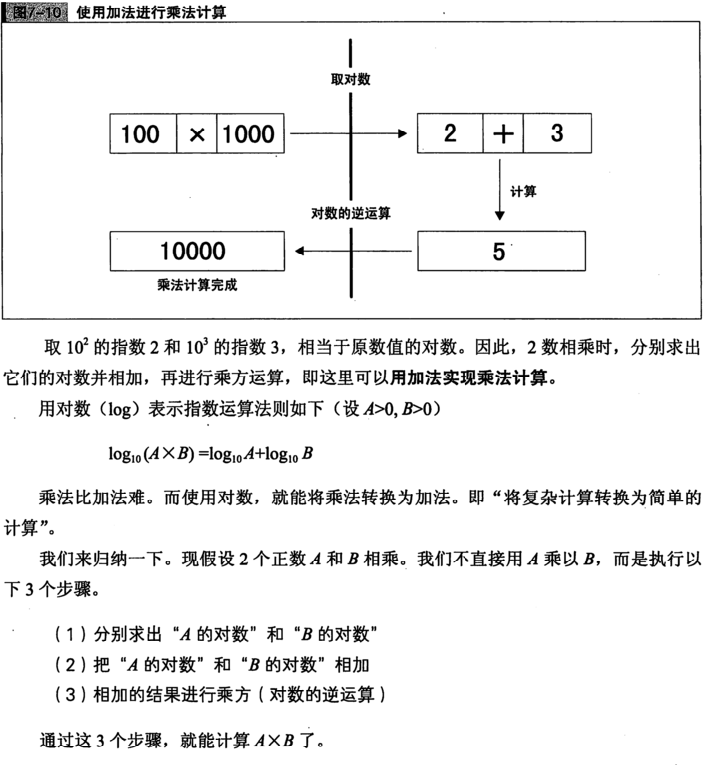 图7-10 使用加法进行乘法计算
取对数
100 × 1000
2 + 3
计算
对数的逆运算
10000
5
乘法计算完成
取 10² 的指数 2 和 10³ 的指数 3，相当于原数值的对数。因此，2 数相乘时，分别求出
它们的对数并相加，再进行乘方运算，即这里可以用加法实现乘法计算。
用对数（log）表示指数运算法则如下（设 A>0, B>0）
log₁₀ (A×B) =log₁₀ A+log₁₀ B
乘法比加法难。而使用对数，就能将乘法转换为加法。即“将复杂计算转换为简单的
计算”。
我们来归纳一下。现假设 2 个正数 A 和 B 相乘。我们不直接用 A 乘以 B，而是执行以
下 3 个步骤。
（1）分别求出“A 的对数”和“B 的对数”
（2）把“A 的对数”和“B 的对数”相加
（3）相加的结果进行乘方（对数的逆运算）
通过这 3 个步骤，就能计算 A×B 了。